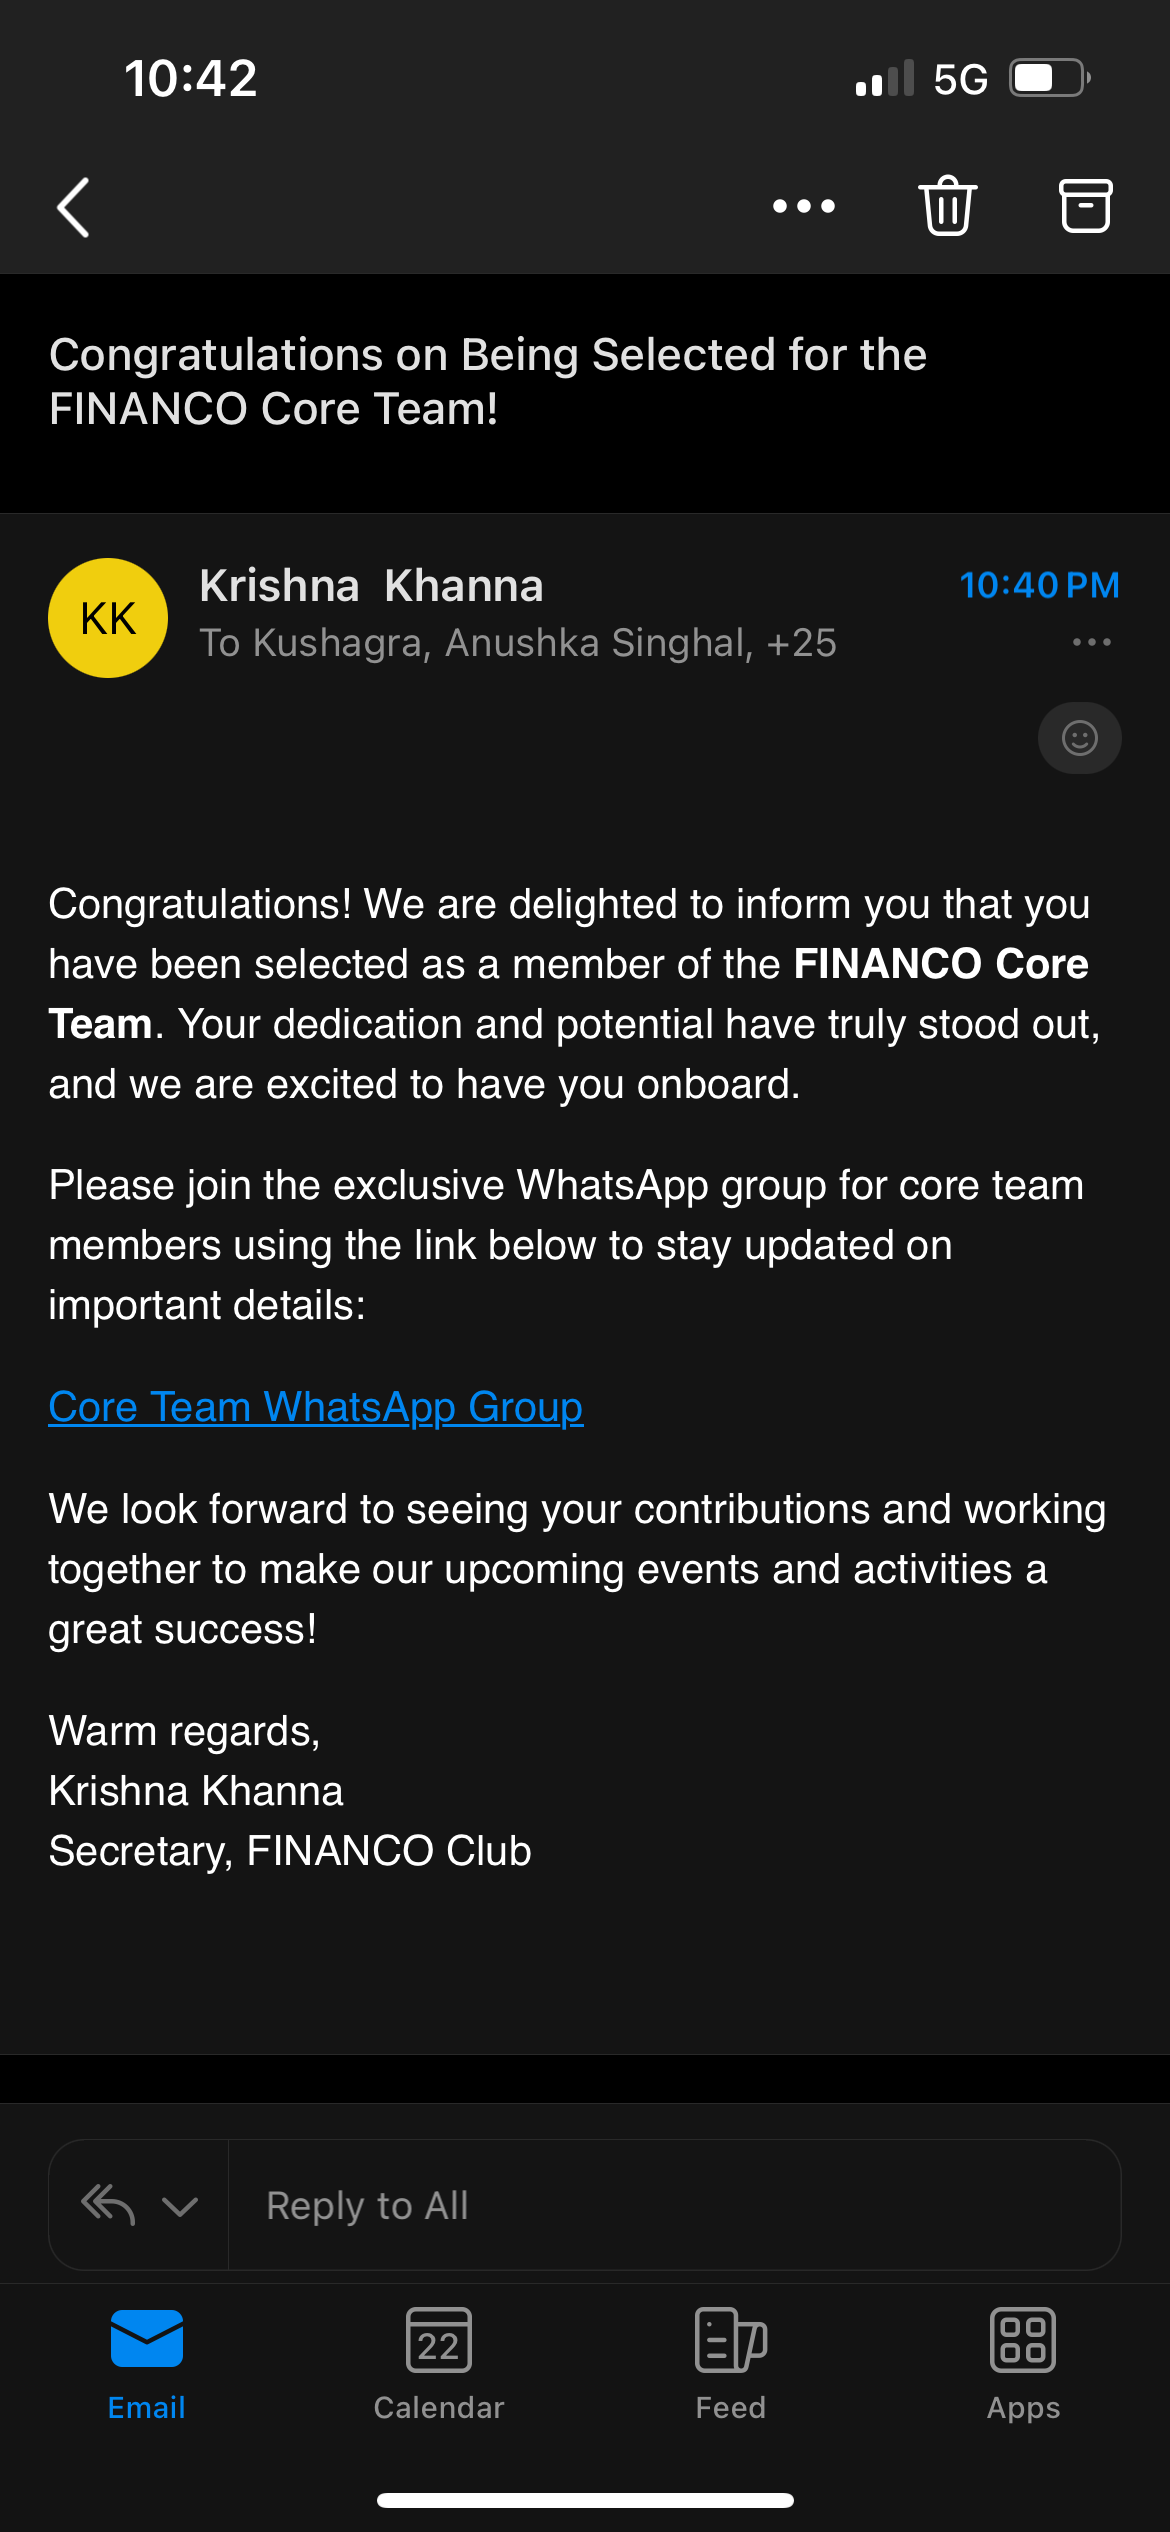 10:42
5G
Congratulations on Being Selected for the
FINANCO Core Team!
KK
Krishna  Khanna
10:40 PM
To Kushagra, Anushka Singhal, +25
Congratulations! We are delighted to inform you that you
have been selected as a member of the FINANCO Core
Team. Your dedication and potential have truly stood out,
and we are excited to have you onboard.
Please join the exclusive WhatsApp group for core team
members using the link below to stay updated on
important details:
Core Team WhatsApp Group
We look forward to seeing your contributions and working
together to make our upcoming events and activities a
great success!
Warm regards,
Krishna Khanna
Secretary, FINANCO Club
Reply to All
22
Email
Calendar
Feed
Apps